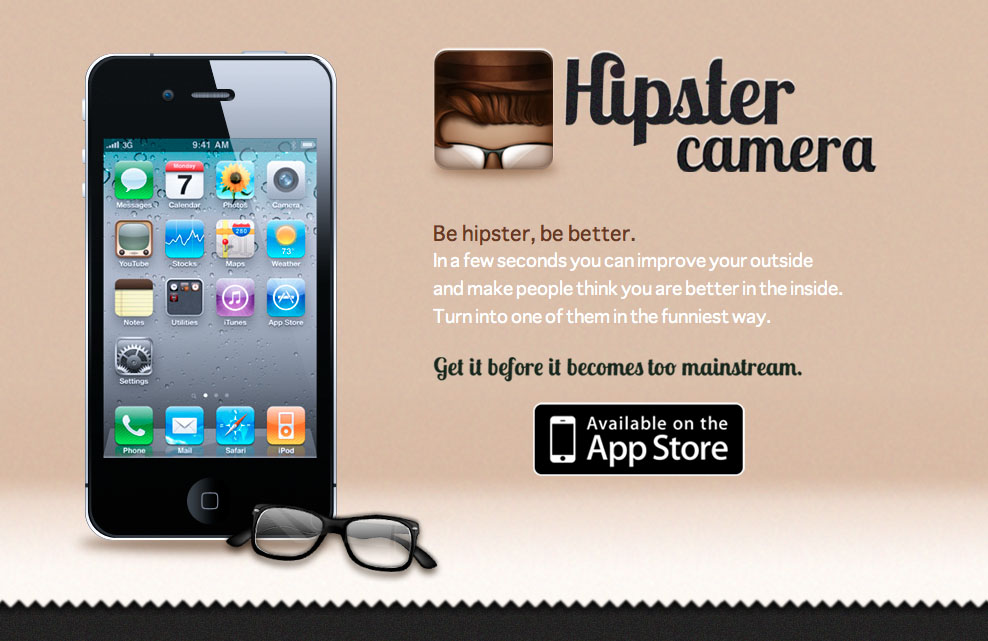 Hipster
camera
3G 9:41 AM
Monday
7
Messages Calendar Photos Camera
280
73°
YouTube Stocks Maps Weather
Notes Utilities iTunes App Store
Settings
Phone Mail Safari iPod
Be hipster, be better.
In a few seconds you can improve your outside
and make people think you are better in the inside.
Turn into one of them in the funniest way.
Get it before it becomes too mainstream.
Available on the
App Store